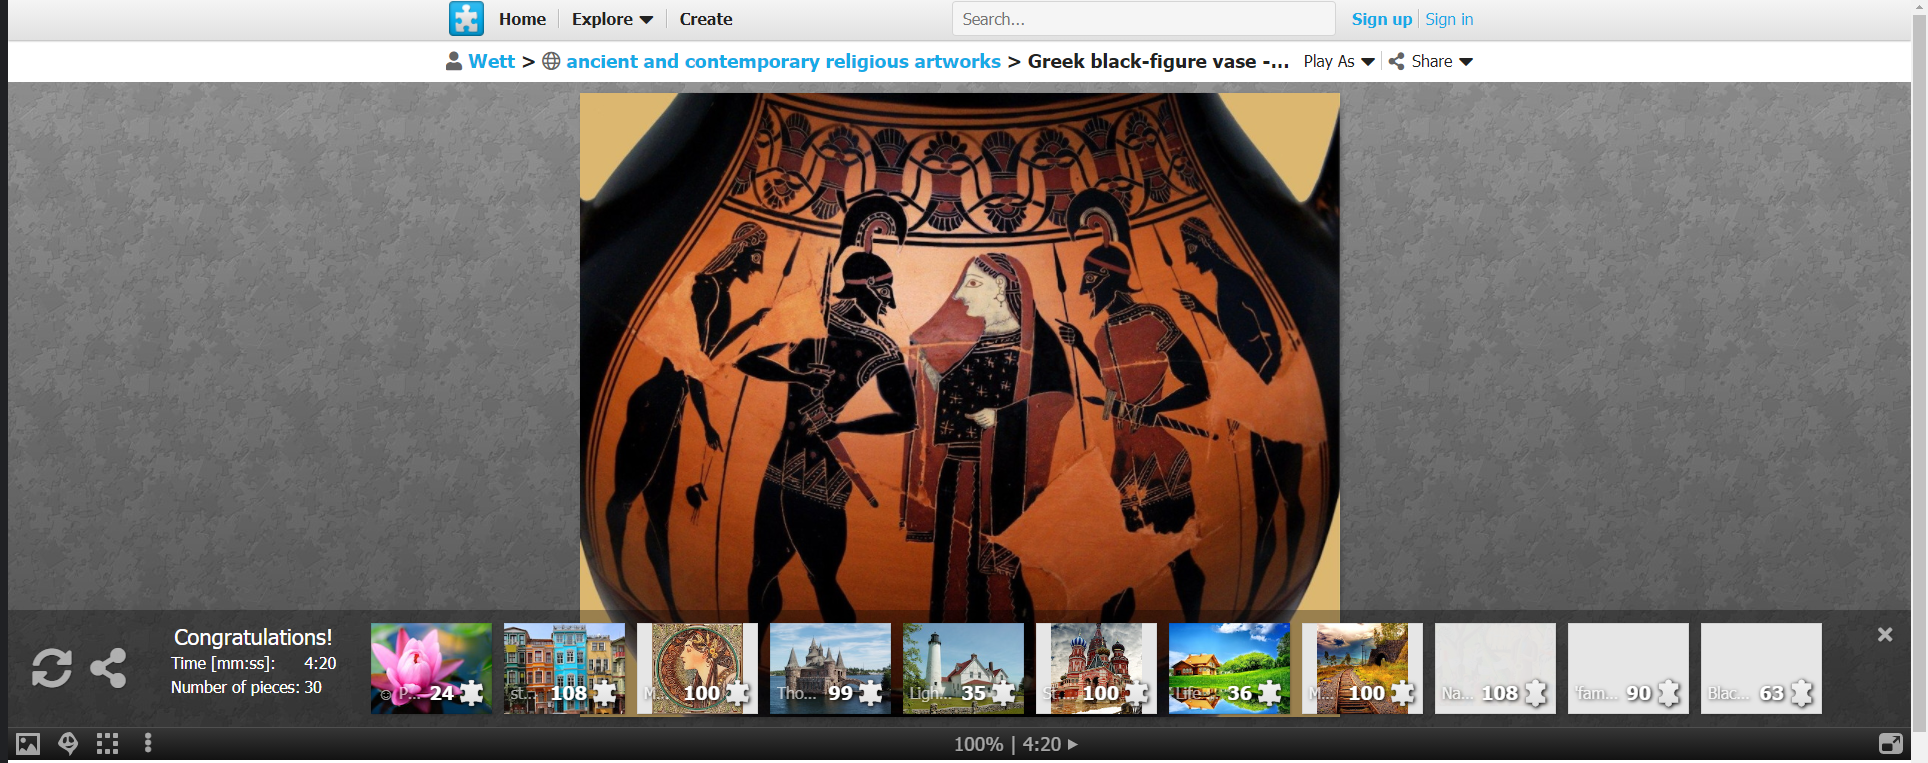 Home Explore Create Search... Sign up Sign in
Wett > ancient and contemporary religious artworks > Greek black-figure vase -... Play As Share
Congratulations!
Time [mm:ss]: 4:20
Number of pieces: 30
☺ P... 24
st... 108
M... 100
Tho... 99
Ligh... 35
St... 100
Life... 36
M... 100
Na... 108
'fam... 90
Blac... 63
100% | 4:20